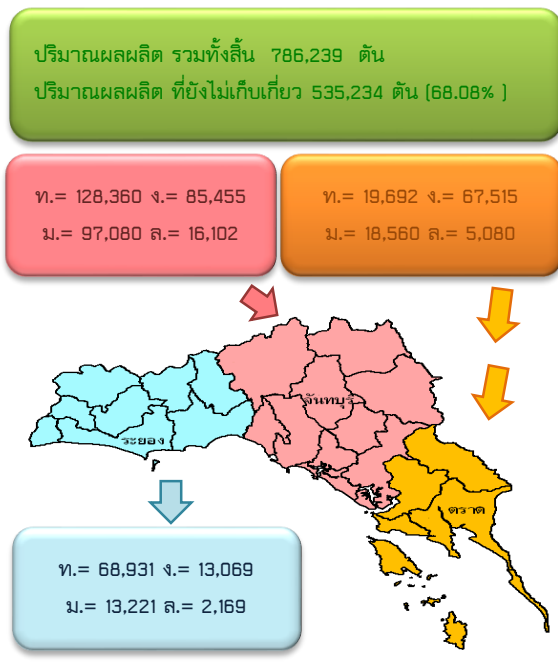 ปริมาณผลผลิต รวมทั้งสิ้น 786,239 ตัน
ปริมาณผลผลิต ที่ยังไม่เก็บเกี่ยว 535,234 ตัน (68.08% )
ท.= 128,360 ง.= 85,455
ม.= 97,080 ล.= 16,102
ท.= 19,692 ง.= 67,515
ม.= 18,560 ล.= 5,080
จันทบุรี
ระยอง
ตราด
ท.= 68,931 ง.= 13,069
ม.= 13,221 ล.= 2,169